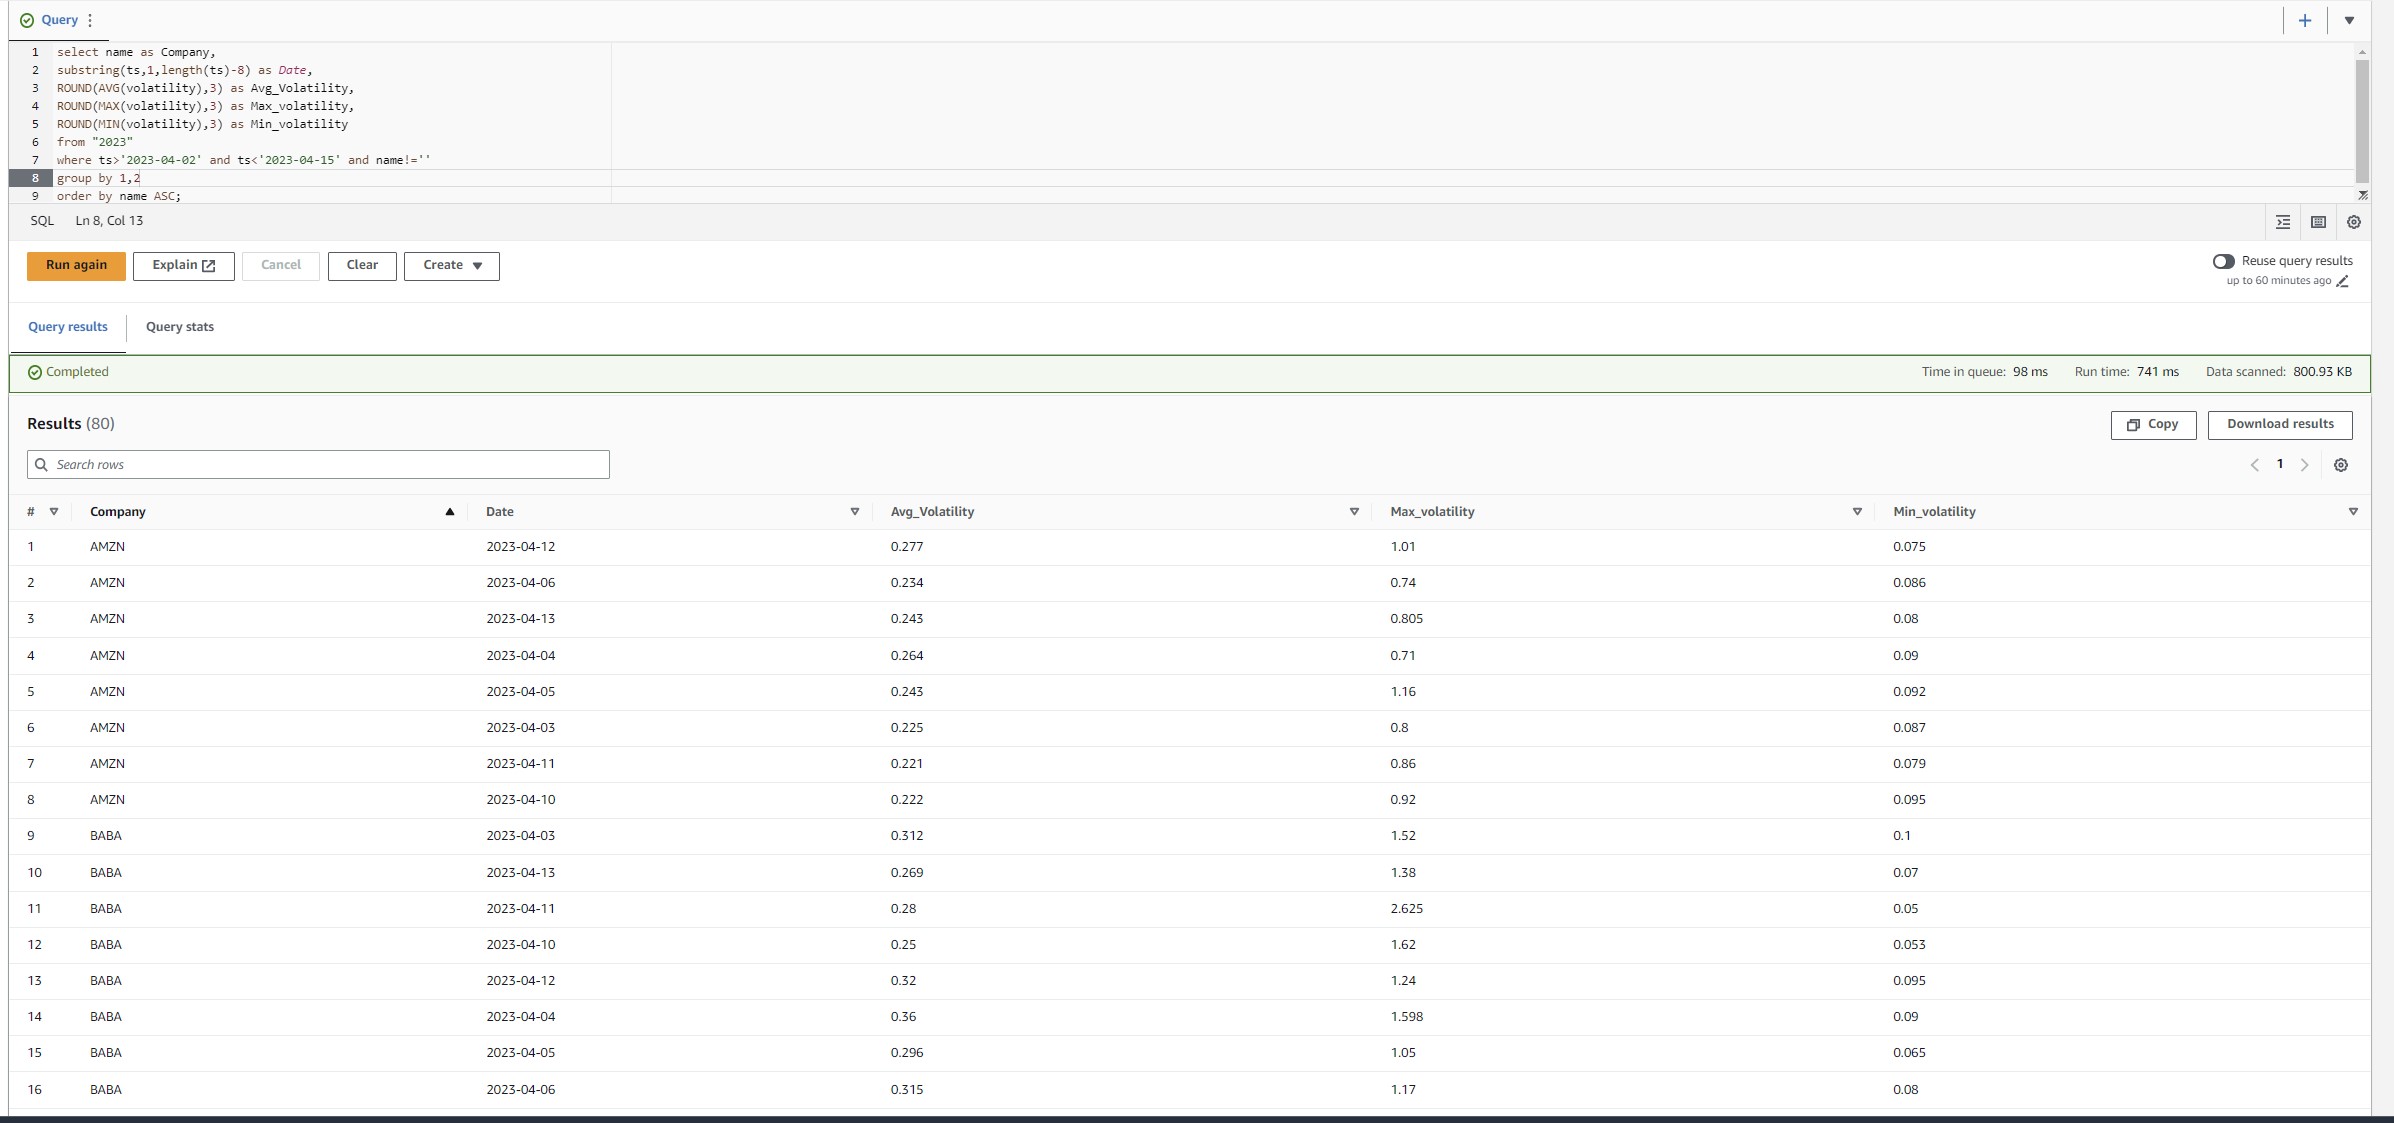 Query
1 select name as Company,
2 substring(ts,1,length(ts)-8) as Date,
3 ROUND(AVG(volatility),3) as Avg_Volatility,
4 ROUND(MAX(volatility),3) as Max_volatility,
5 ROUND(MIN(volatility),3) as Min_volatility
6 from "2023"
7 where ts>'2023-04-02' and ts<'2023-04-15' and name!=''
8 group by 1,2
9 order by name ASC;
SQL Ln 8, Col 13
Run again Explain Cancel Clear Create Reuse query results
up to 60 minutes ago
Query results Query stats
Completed Time in queue: 98 ms Run time: 741 ms Data scanned: 800.93 KB
Results (80) Copy Download results
Search rows 1
# Company Date Avg_Volatility Max_volatility Min_volatility
1 AMZN 2023-04-12 0.277 1.01 0.075
2 AMZN 2023-04-06 0.234 0.74 0.086
3 AMZN 2023-04-13 0.243 0.805 0.08
4 AMZN 2023-04-04 0.264 0.71 0.09
5 AMZN 2023-04-05 0.243 1.16 0.092
6 AMZN 2023-04-03 0.225 0.8 0.087
7 AMZN 2023-04-11 0.221 0.86 0.079
8 AMZN 2023-04-10 0.222 0.92 0.095
9 BABA 2023-04-03 0.312 1.52 0.1
10 BABA 2023-04-13 0.269 1.38 0.07
11 BABA 2023-04-11 0.28 2.625 0.05
12 BABA 2023-04-10 0.25 1.62 0.053
13 BABA 2023-04-12 0.32 1.24 0.095
14 BABA 2023-04-04 0.36 1.598 0.09
15 BABA 2023-04-05 0.296 1.05 0.065
16 BABA 2023-04-06 0.315 1.17 0.08